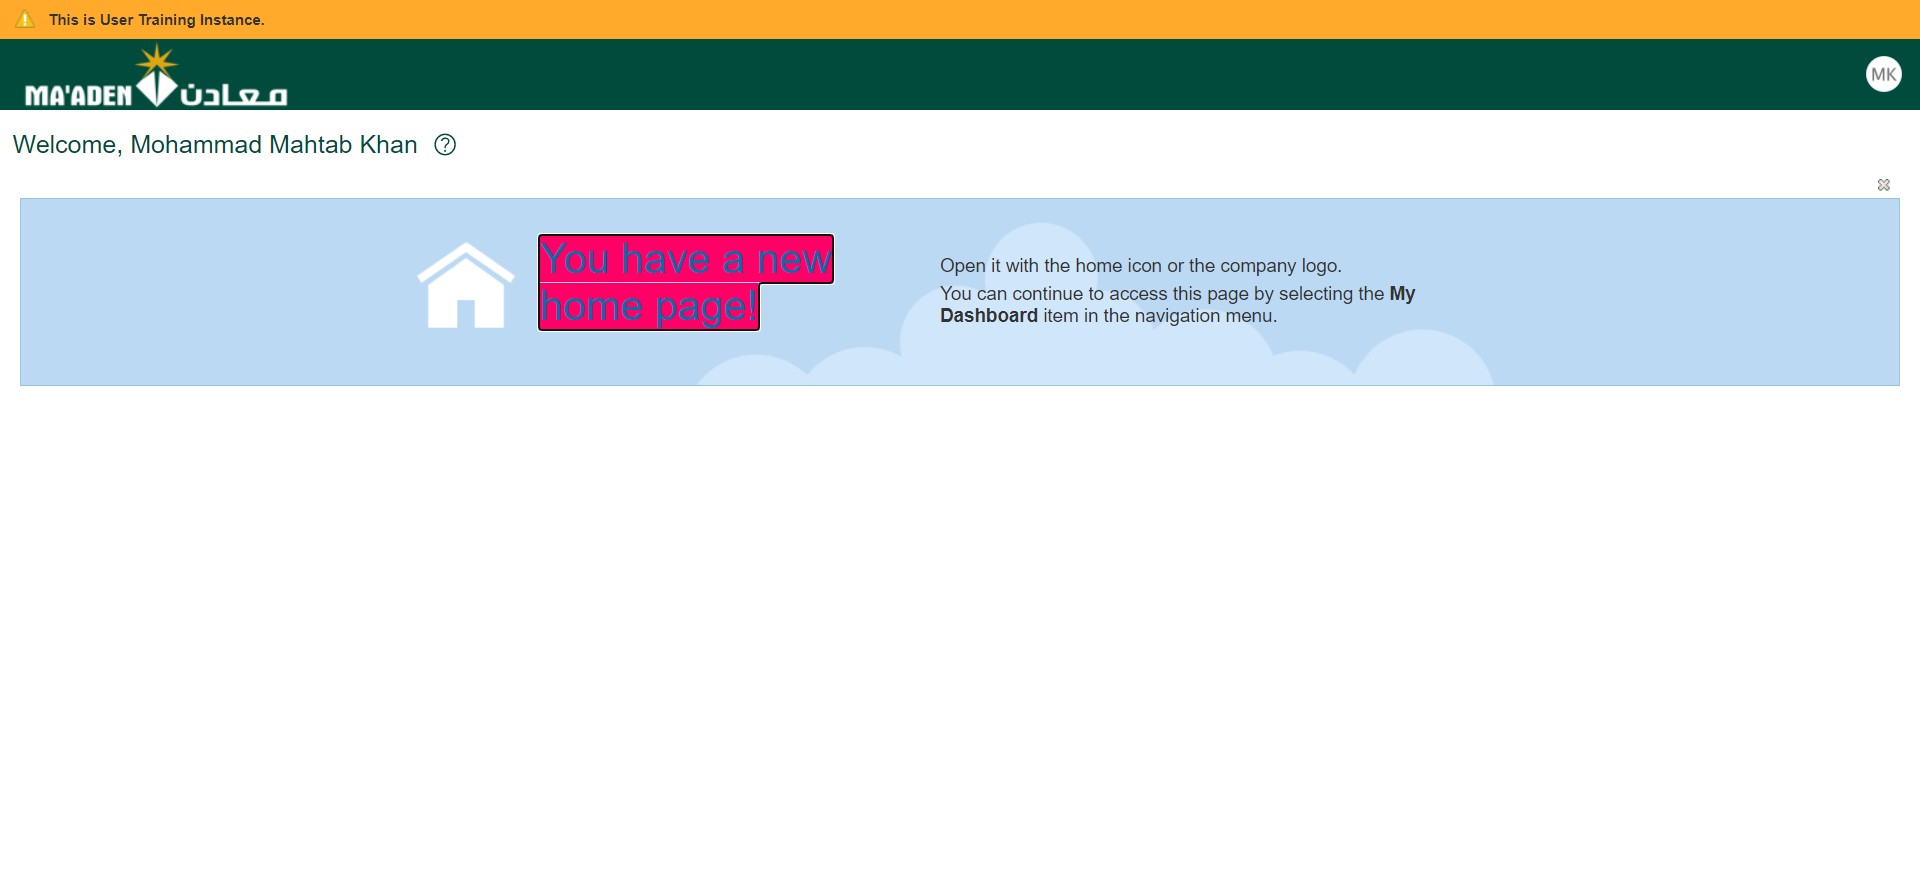 This is User Training Instance.
MA'ADEN معادن
MK
Welcome, Mohammad Mahtab Khan ?
You have a new
home page!
Open it with the home icon or the company logo.
You can continue to access this page by selecting the My
Dashboard item in the navigation menu.